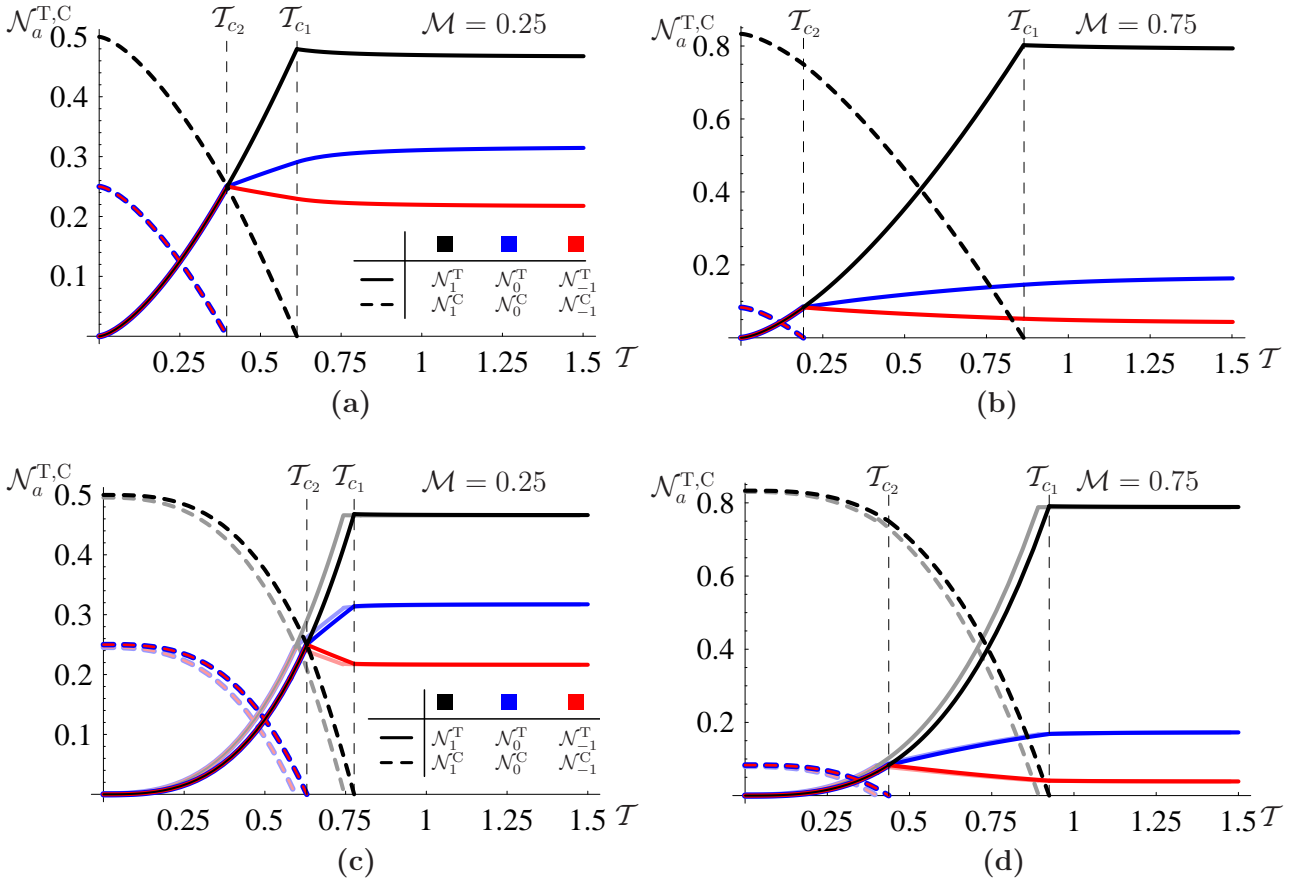 𝒩_a^{T,C} 𝒯_{c_2} 𝒯_{c_1} ℳ = 0.25
0.5
0.4
0.3
0.2
0.1
𝒩_1^T 𝒩_0^T 𝒩_{-1}^T
𝒩_1^C 𝒩_0^C 𝒩_{-1}^C
0.25 0.5 0.75 1 1.25 1.5 𝒯
(a)
𝒩_a^{T,C} 𝒯_{c_2} 𝒯_{c_1} ℳ = 0.75
0.8
0.6
0.4
0.2
0.25 0.5 0.75 1 1.25 1.5 𝒯
(b)
𝒩_a^{T,C} 𝒯_{c_2} 𝒯_{c_1} ℳ = 0.25
0.5
0.4
0.3
0.2
0.1
𝒩_1^T 𝒩_0^T 𝒩_{-1}^T
𝒩_1^C 𝒩_0^C 𝒩_{-1}^C
0.25 0.5 0.75 1 1.25 1.5 𝒯
(c)
𝒩_a^{T,C} 𝒯_{c_2} 𝒯_{c_1} ℳ = 0.75
0.8
0.6
0.4
0.2
0.25 0.5 0.75 1 1.25 1.5 𝒯
(d)